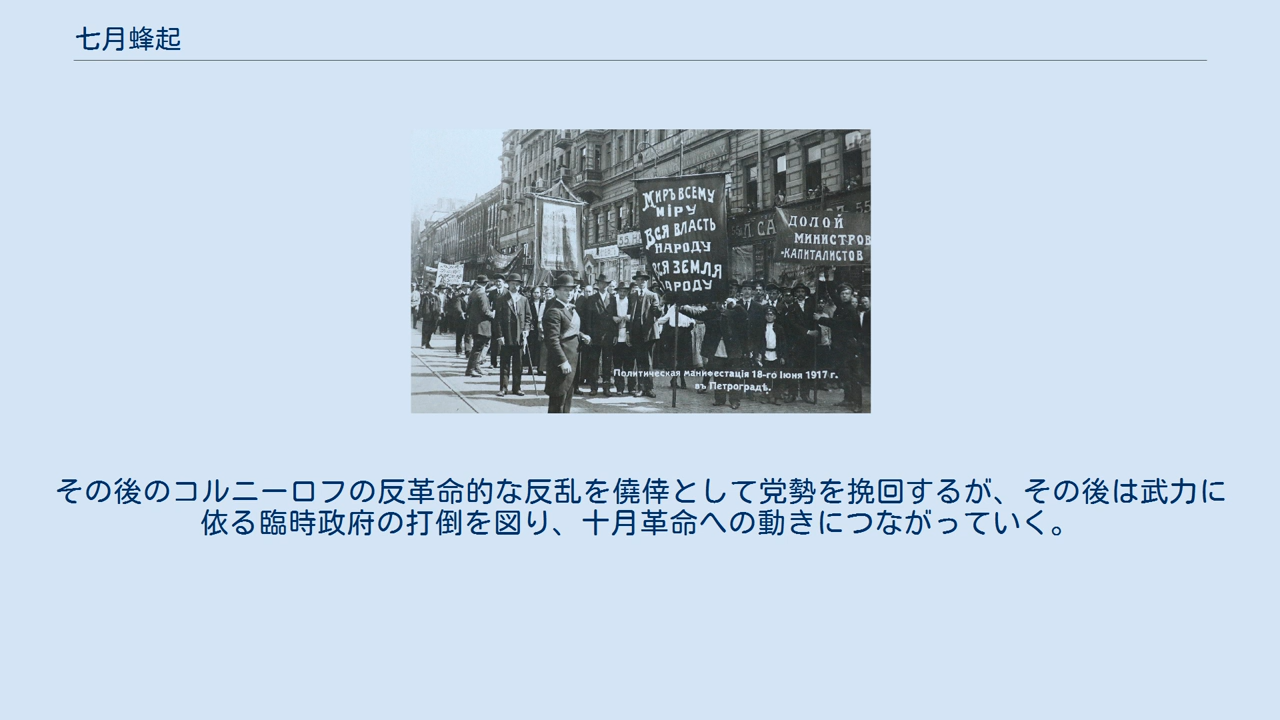 七月蜂起
МИРЪ ВСЕМУ
МІРУ
ВСЯ ВЛАСТЬ
НАРОДУ
ВСЯ ЗЕМЛЯ
НАРОДУ
ДОЛОЙ
МИНИСТРОВ
-КАПИТАЛИСТОВ
Политическая манифестація 18-го Іюня 1917 г.
въ Петроградѣ.
その後のコルニーロフの反革命的な反乱を僥倖として党勢を挽回するが、その後は武力に
依る臨時政府の打倒を図り、十月革命への動きにつながっていく。